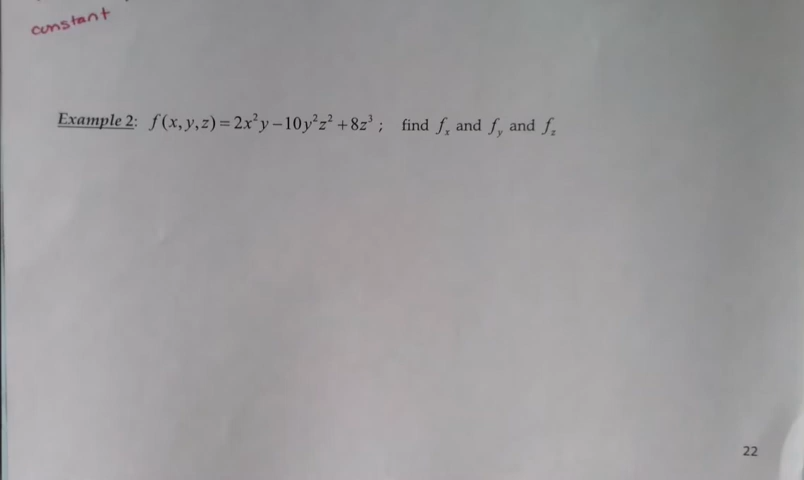 constant
Example 2: f(x,y,z)=2x²y−10y²z²+8z³; find fₓ and f_y and f_z
22